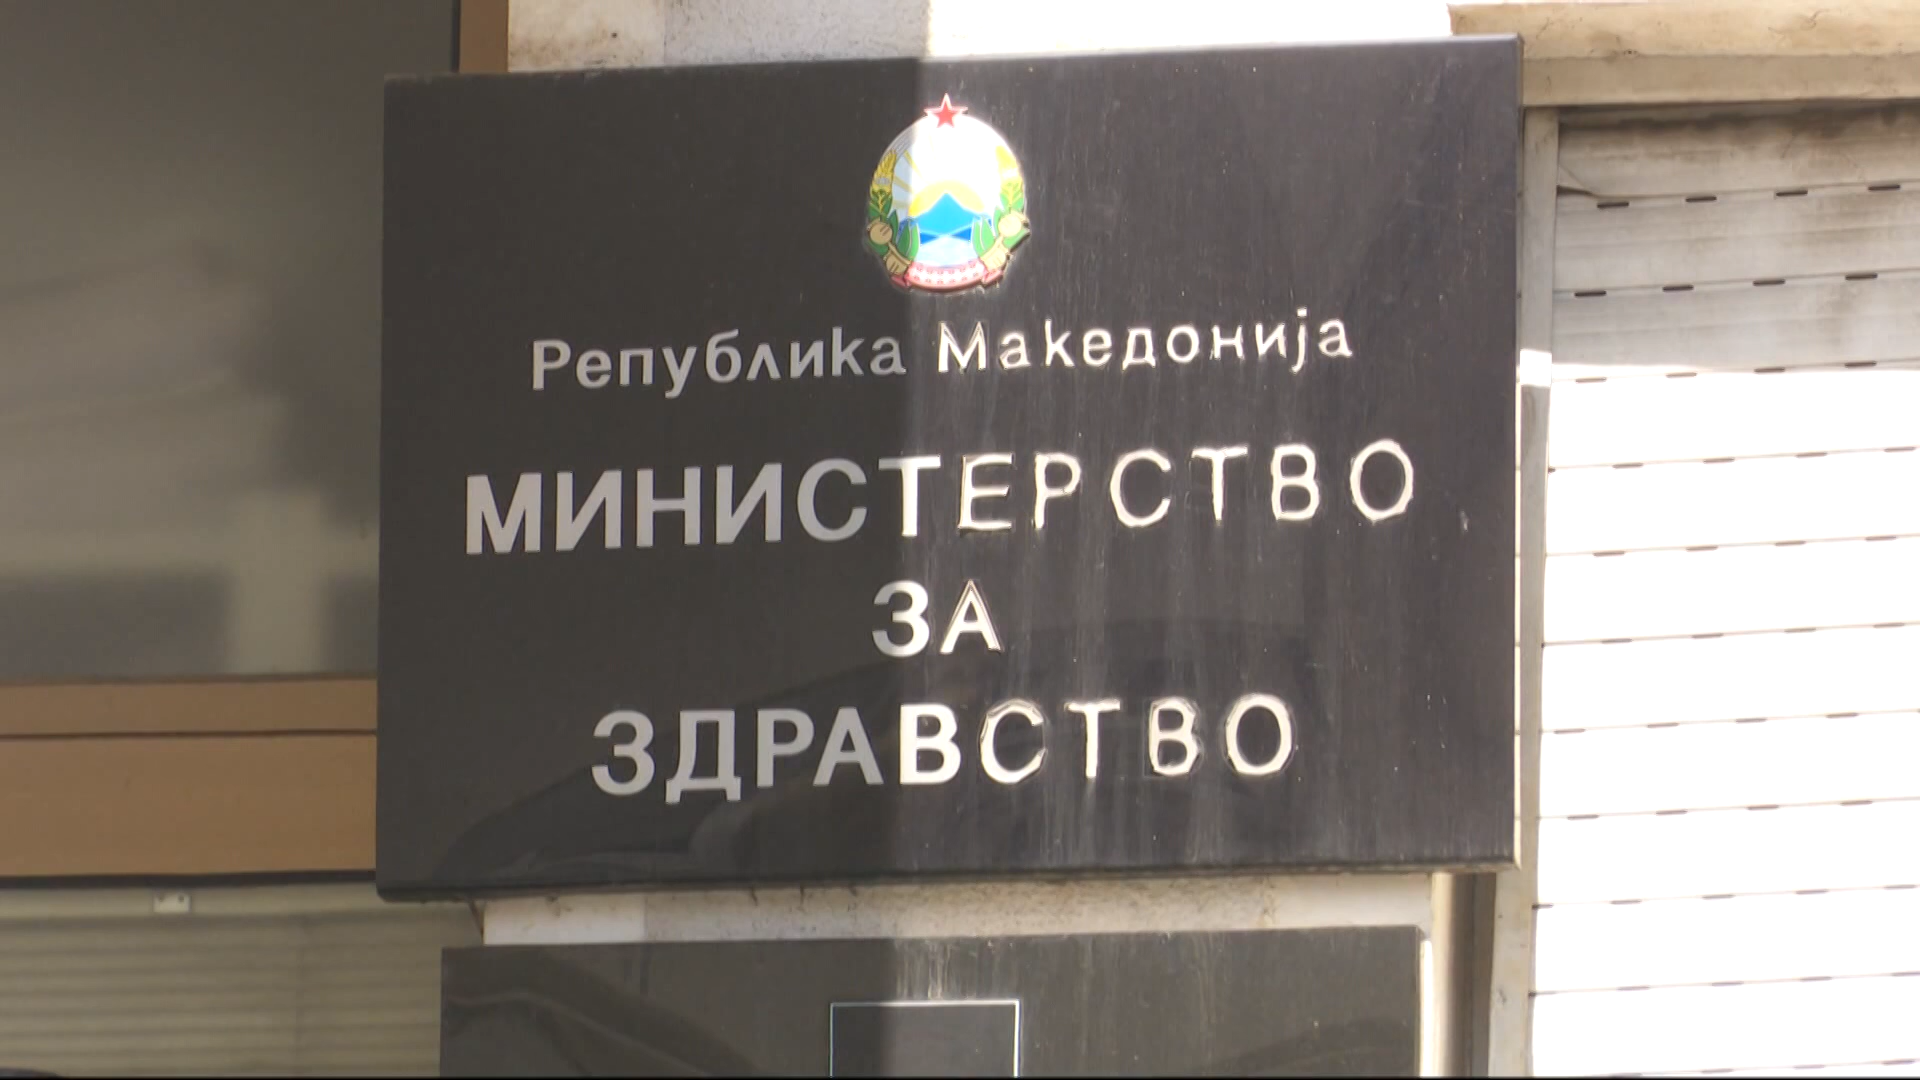 Република Македонија
МИНИСТЕРСТВО
ЗА
ЗДРАВСТВО